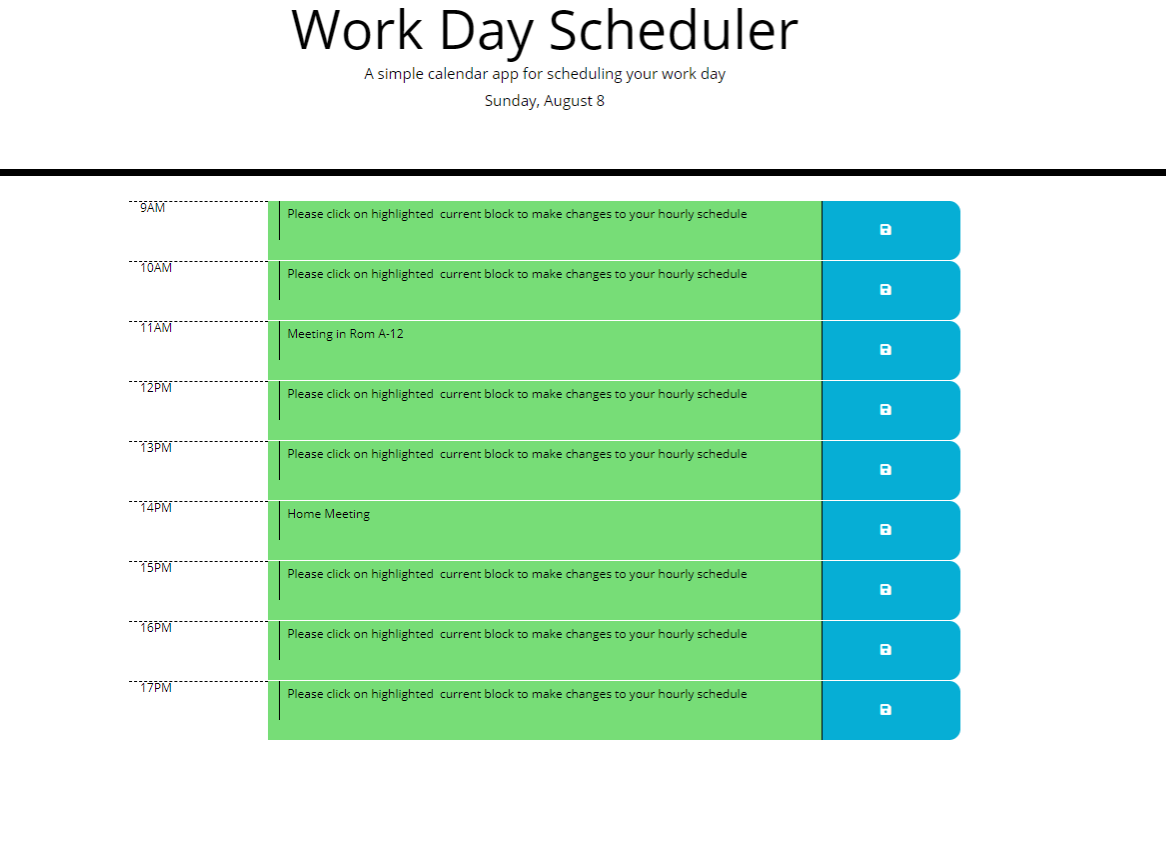 Work Day Scheduler
A simple calendar app for scheduling your work day
Sunday, August 8
9AM
Please click on highlighted  current block to make changes to your hourly schedule
10AM
Please click on highlighted  current block to make changes to your hourly schedule
11AM
Meeting in Rom A-12
12PM
Please click on highlighted  current block to make changes to your hourly schedule
13PM
Please click on highlighted  current block to make changes to your hourly schedule
14PM
Home Meeting
15PM
Please click on highlighted  current block to make changes to your hourly schedule
16PM
Please click on highlighted  current block to make changes to your hourly schedule
17PM
Please click on highlighted  current block to make changes to your hourly schedule